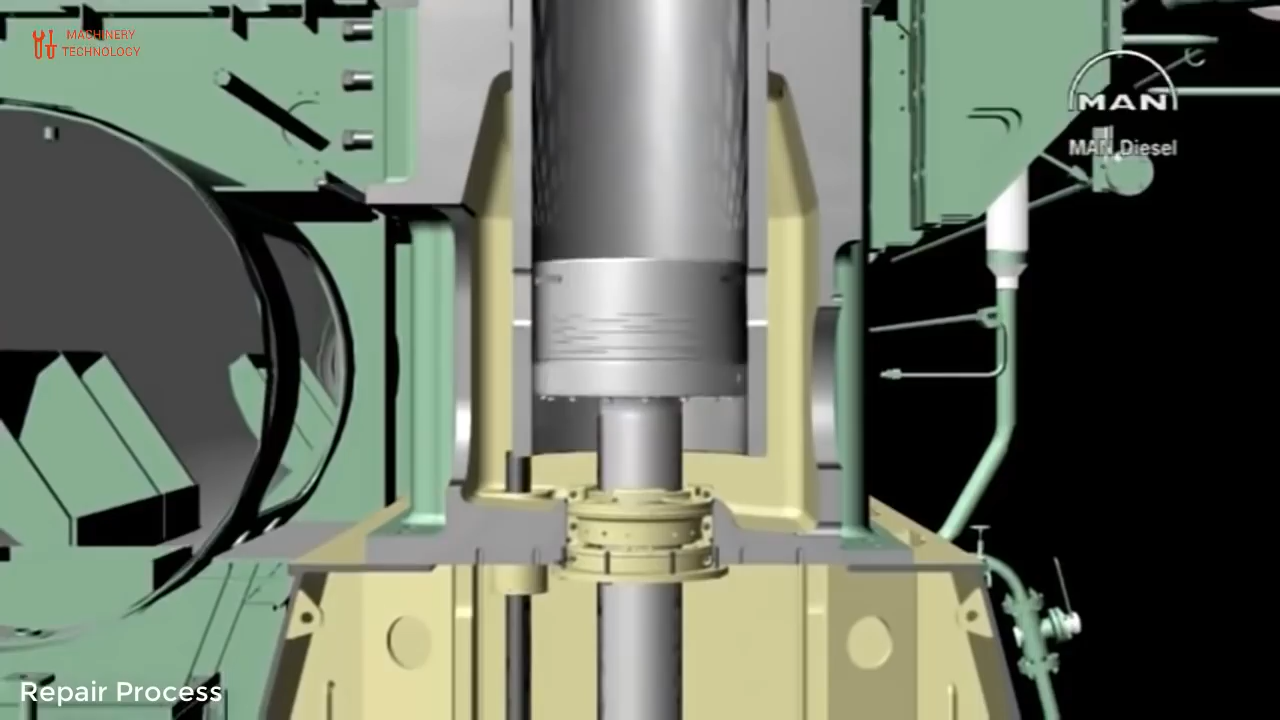 MACHINERY
TECHNOLOGY
MAN
MAN Diesel
Repair Process